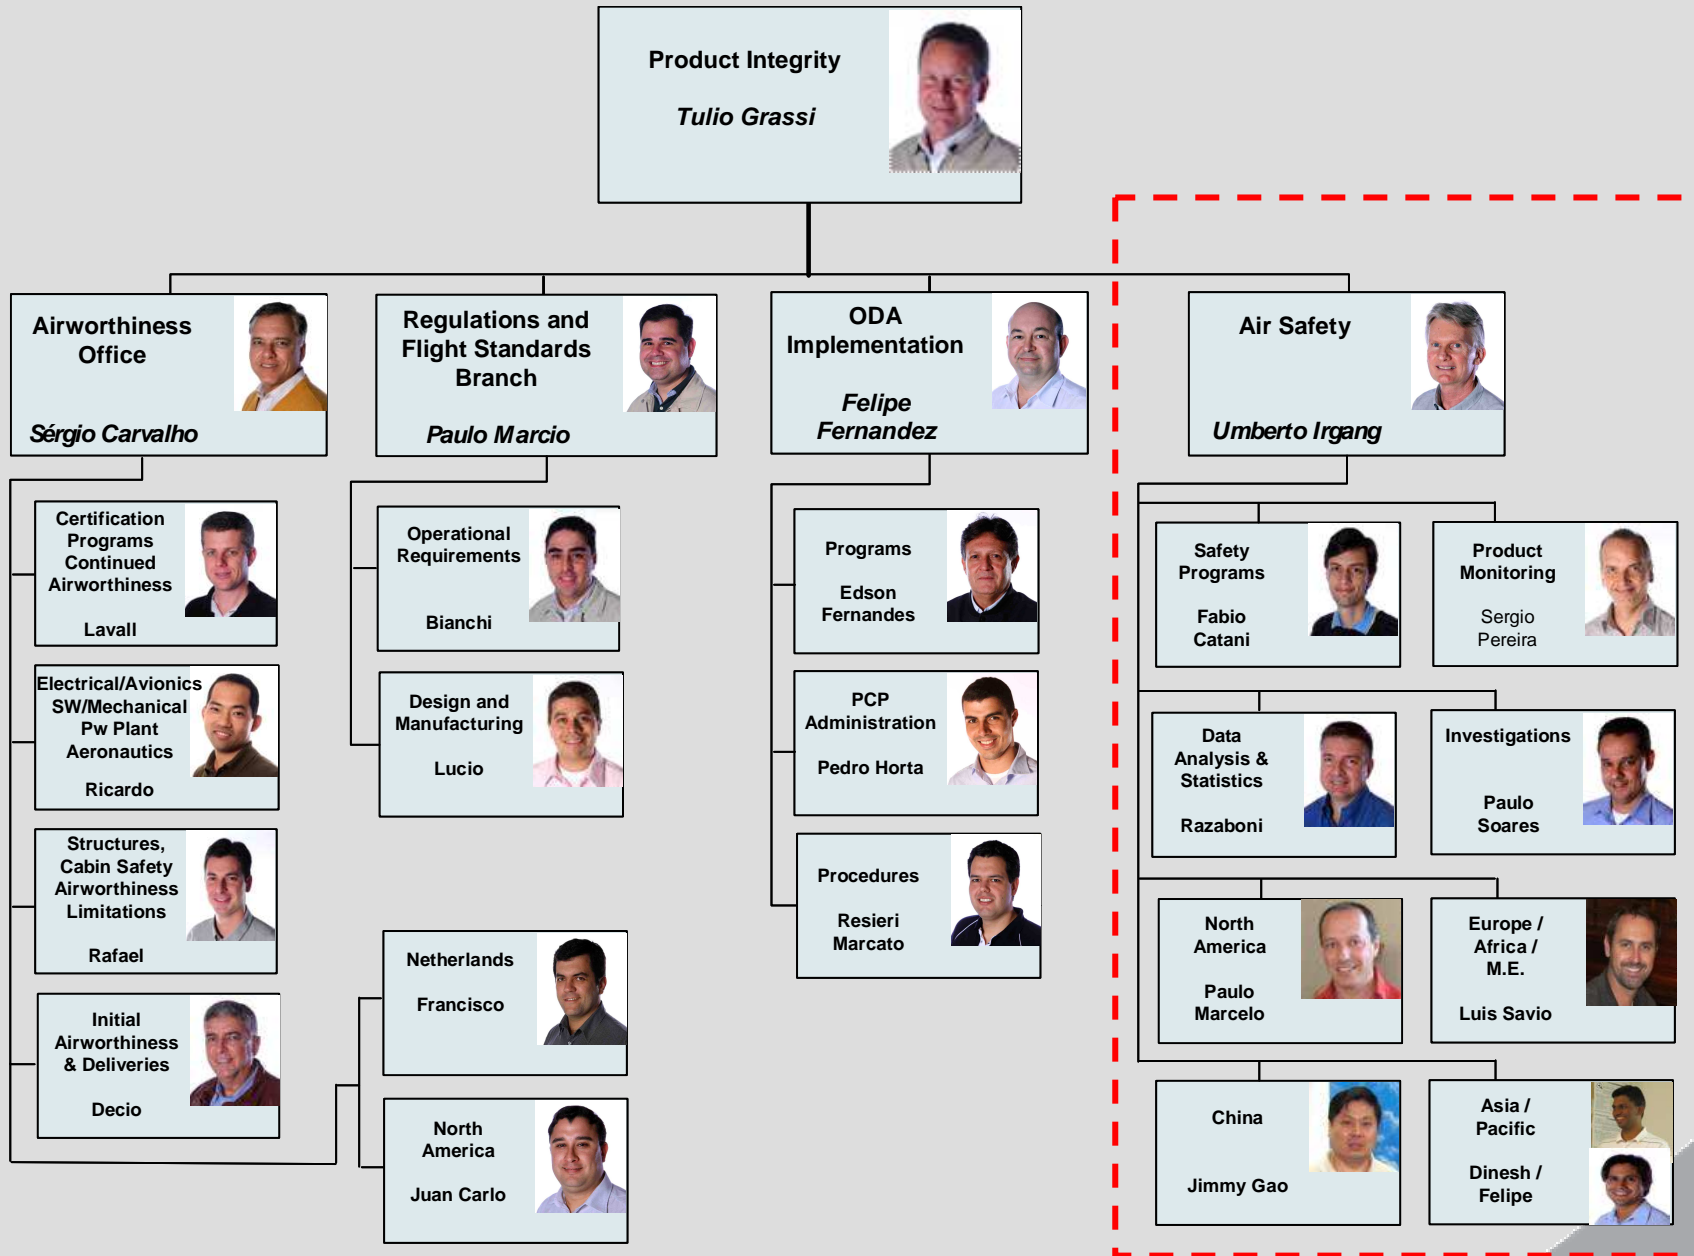 Product Integrity
Tulio Grassi
Airworthiness
Office
Sérgio Carvalho
Regulations and
Flight Standards
Branch
Paulo Marcio
ODA
Implementation
Felipe
Fernandez
Air Safety
Umberto Irgang
Certification
Programs
Continued
Airworthiness
Lavall
Electrical/Avionics
SW/Mechanical
Pw Plant
Aeronautics
Ricardo
Structures,
Cabin Safety
Airworthiness
Limitations
Rafael
Initial
Airworthiness
& Deliveries
Decio
Netherlands
Francisco
North
America
Juan Carlo
Operational
Requirements
Bianchi
Design and
Manufacturing
Lucio
Programs
Edson
Fernandes
PCP
Administration
Pedro Horta
Procedures
Resieri
Marcato
Safety
Programs
Fabio
Catani
Product
Monitoring
Sergio
Pereira
Data
Analysis &
Statistics
Razaboni
Investigations
Paulo
Soares
North
America
Paulo
Marcelo
Europe /
Africa /
M.E.
Luis Savio
China
Jimmy Gao
Asia /
Pacific
Dinesh /
Felipe